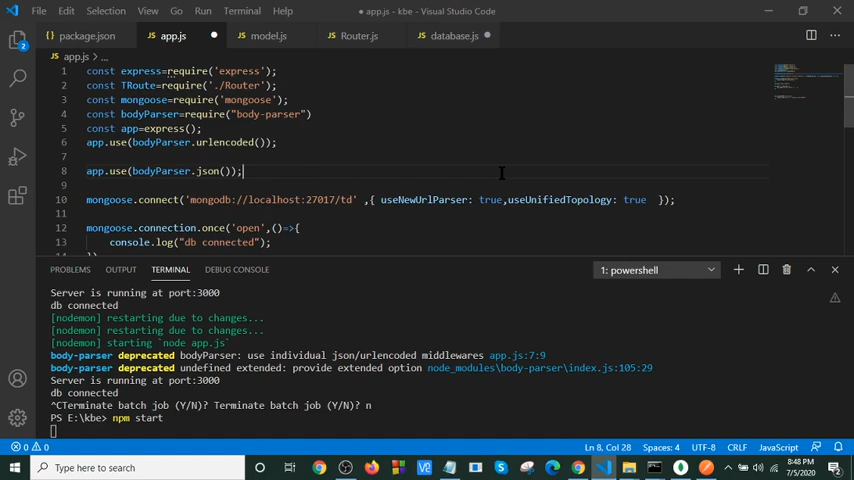 File Edit Selection View Go Run Terminal Help
● app.js - kbe - Visual Studio Code
package.json app.js model.js Router.js database.js
app.js > ...
1 const express=require('express');
2 const TRoute=require('./Router');
3 const mongoose=require('mongoose');
4 const bodyParser=require("body-parser")
5 const app=express();
6 app.use(bodyParser.urlencoded());
7
8 app.use(bodyParser.json());
9
10 mongoose.connect('mongodb://localhost:27017/td' ,{ useNewUrlParser: true,useUnifiedTopology: true });
11
12 mongoose.connection.once('open',()=>{
13 console.log("db connected");
14 })
PROBLEMS OUTPUT TERMINAL DEBUG CONSOLE 1: powershell
Server is running at port:3000
db connected
[nodemon] restarting due to changes...
[nodemon] restarting due to changes...
[nodemon] starting `node app.js`
body-parser deprecated bodyParser: use individual json/urlencoded middlewares app.js:7:9
body-parser deprecated undefined extended: provide extended option node_modules\body-parser\index.js:105:29
Server is running at port:3000
db connected
^CTerminate batch job (Y/N)? Terminate batch job (Y/N)? n
PS E:\kbe> npm start
2
0 0 Ln 8, Col 28 Spaces: 4 UTF-8 CRLF JavaScript
Type here to search
8:48 PM
7/5/2020
2